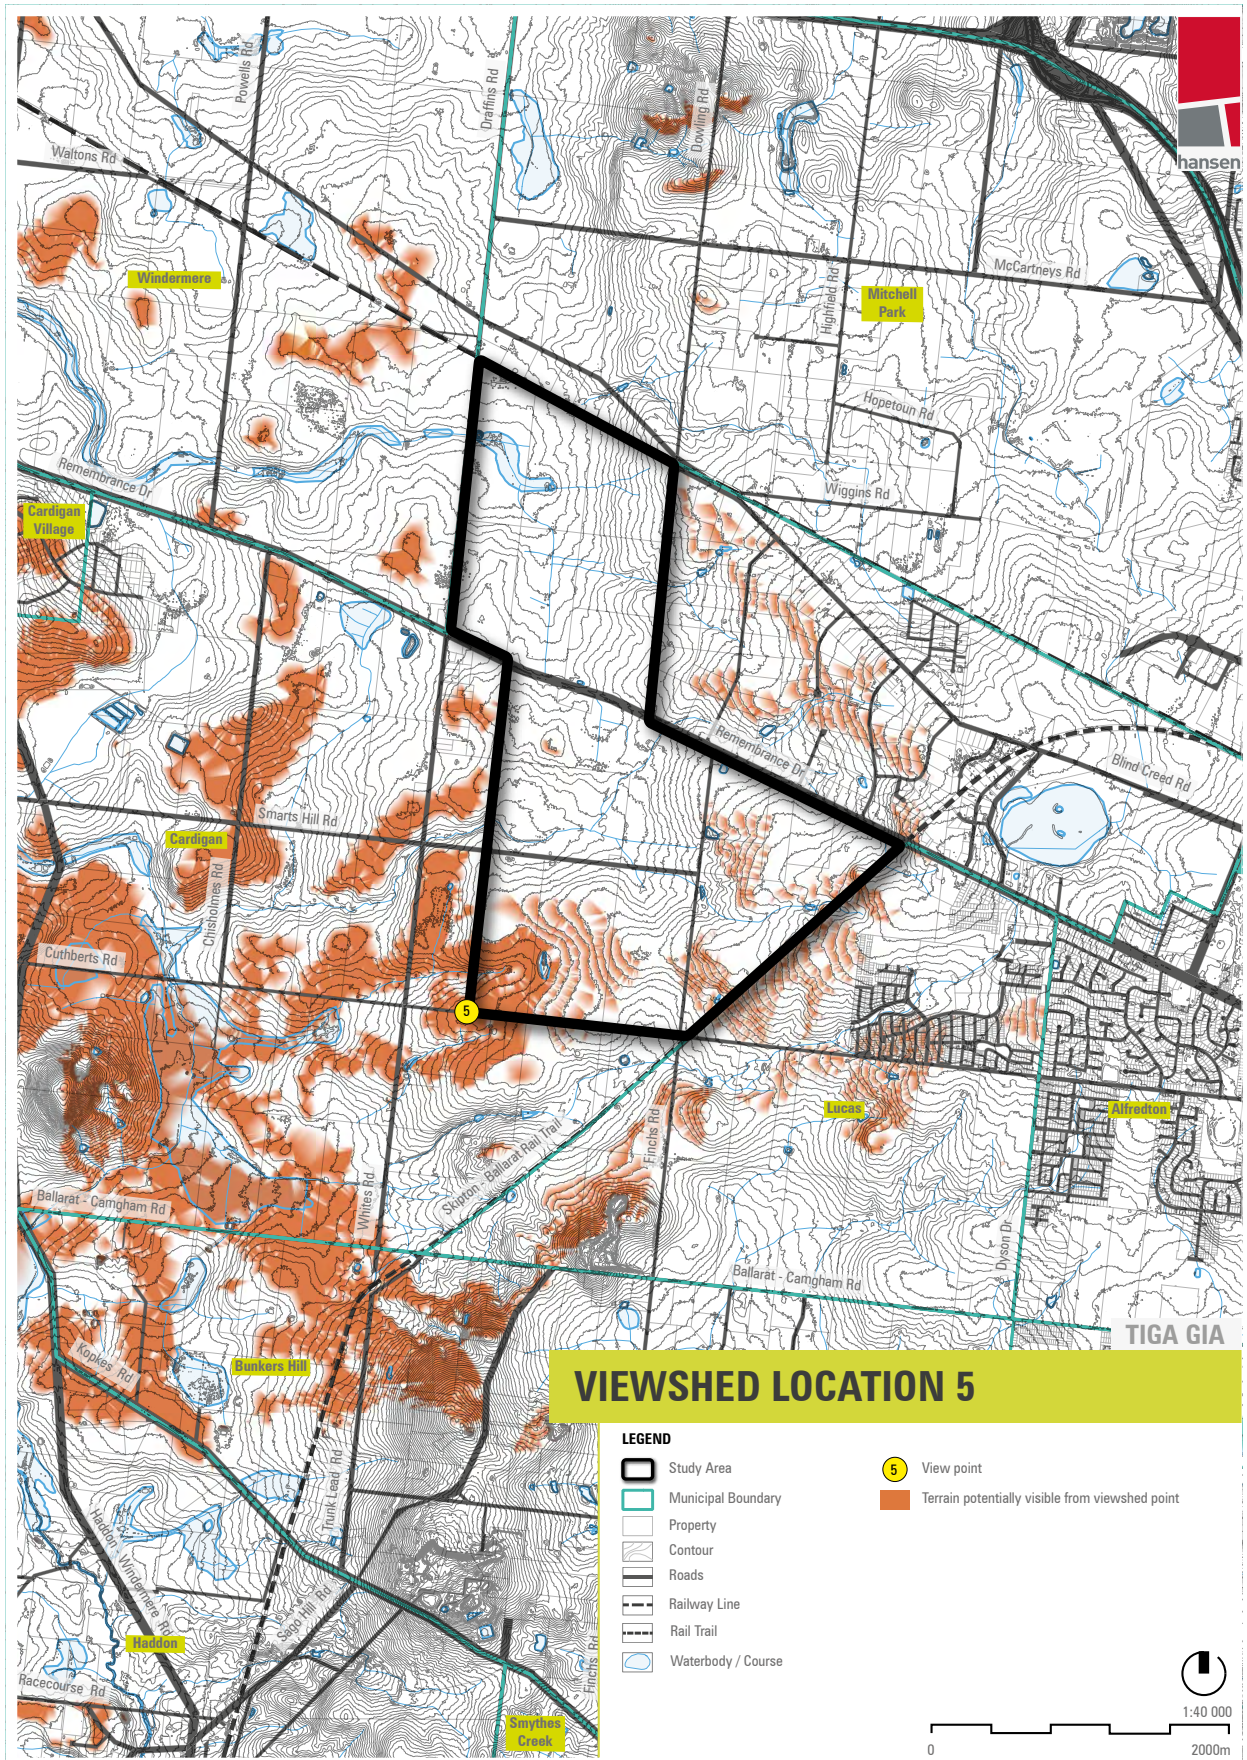 Powells Rd
Draffins Rd
Dowling Rd
hansen
Waltons Rd
Windermere
McCartneys Rd
Highfield Rd
Mitchell
Park
Hopetoun Rd
Remembrance Dr
Wiggins Rd
Cardigan
Village
Remembrance Dr
Blind Creed Rd
Smarts Hill Rd
Cardigan
Chisholmes Rd
Cuthberts Rd
5
Lucas
Alfredton
Finchs Rd
Skipton - Ballarat Rail Trail
Whites Rd
Ballarat - Carngham Rd
Dyson Dr
Ballarat - Carngham Rd
TIGA GIA
Kopkes Rd
Bunkers Hill
VIEWSHED LOCATION 5
LEGEND
Study Area
5
View point
Municipal Boundary
Terrain potentially visible from viewshed point
Property
Contour
Roads
Railway Line
Rail Trail
Waterbody / Course
Trunk Lead Rd
Haddon - Windermere Rd
Sago Hill Rd
Haddon
Finchs Rd
Racecourse Rd
Smythes
Creek
1:40 000
0
2000m